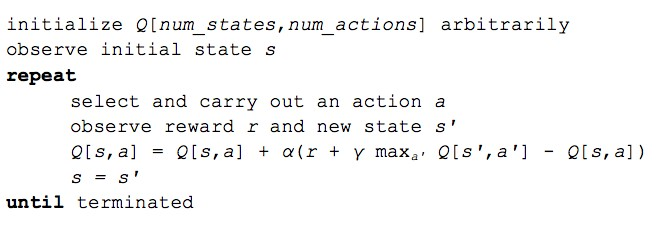 initialize Q[num_states,num_actions] arbitrarily
observe initial state s
repeat
select and carry out an action a
observe reward r and new state s'
Q[s,a] = Q[s,a] + α(r + γ maxₐ' Q[s',a'] - Q[s,a])
s = s'
until terminated